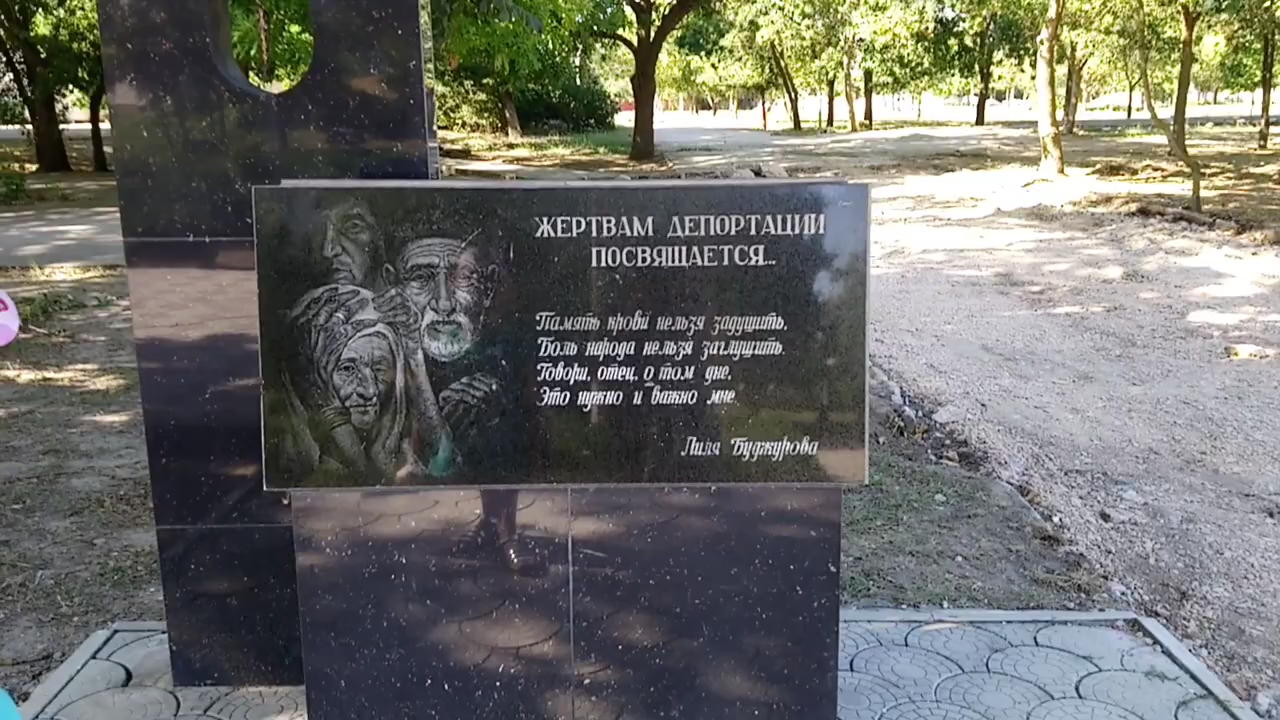 ЖЕРТВАМ ДЕПОРТАЦИИ
ПОСВЯЩАЕТСЯ...
Память крови нельзя задушить,
Боль народа нельзя заглушить.
Говори, отец, о том дне,
Это нужно и важно мне.
Лиля Буджурова